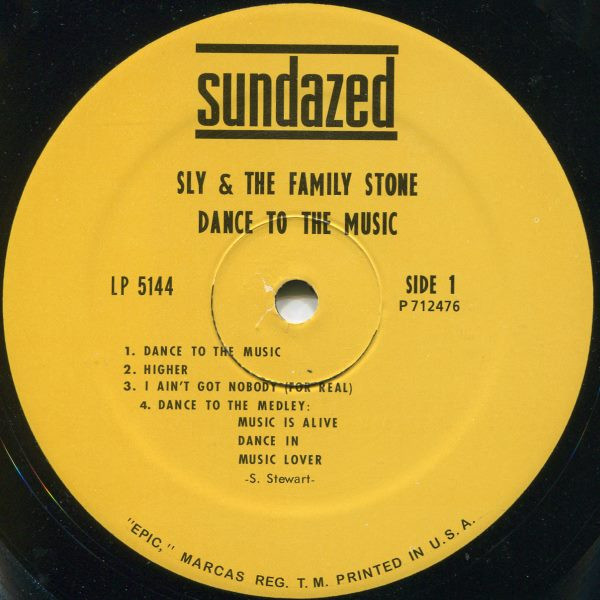 sundazed
SLY & THE FAMILY STONE
DANCE TO THE MUSIC
LP 5144
SIDE 1
P 712476
1. DANCE TO THE MUSIC
2. HIGHER
3. I AIN'T GOT NOBODY (FOR REAL)
4. DANCE TO THE MEDLEY:
MUSIC IS ALIVE
DANCE IN
MUSIC LOVER
-S. Stewart-
"EPIC," MARCAS REG. T. M. PRINTED IN U. S. A.